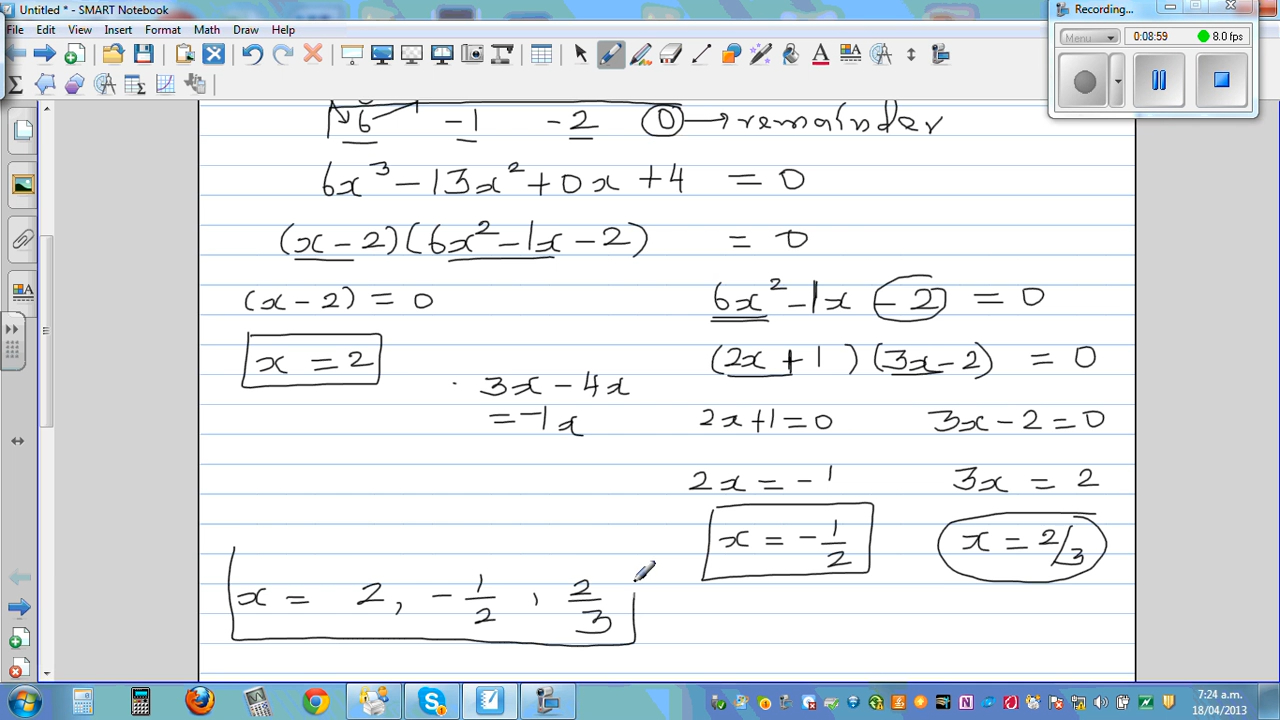 Untitled * - SMART Notebook
Recording...
File Edit View Insert Format Math Draw Help
Menu 0:08:59 8.0 fps
6 -1 -2 0 → remainder
6x³ - 13x² + 0x + 4 = 0
(x - 2)(6x² - 1x - 2) = 0
(x - 2) = 0 6x² - 1x - 2 = 0
x = 2 (2x + 1)(3x - 2) = 0
3x - 4x
= -1x 2x + 1 = 0 3x - 2 = 0
2x = -1 3x = 2
x = -1/2 x = 2/3
x = 2, -1/2, 2/3
7:24 a.m.
18/04/2013